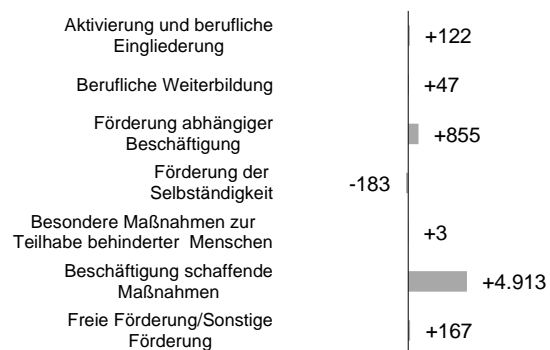 Aktivierung und berufliche
Eingliederung
+122
Berufliche Weiterbildung
+47
Förderung abhängiger
Beschäftigung
+855
Förderung der
Selbständigkeit
-183
Besondere Maßnahmen zur
Teilhabe behinderter Menschen
+3
Beschäftigung schaffende
Maßnahmen
+4.913
Freie Förderung/Sonstige
Förderung
+167